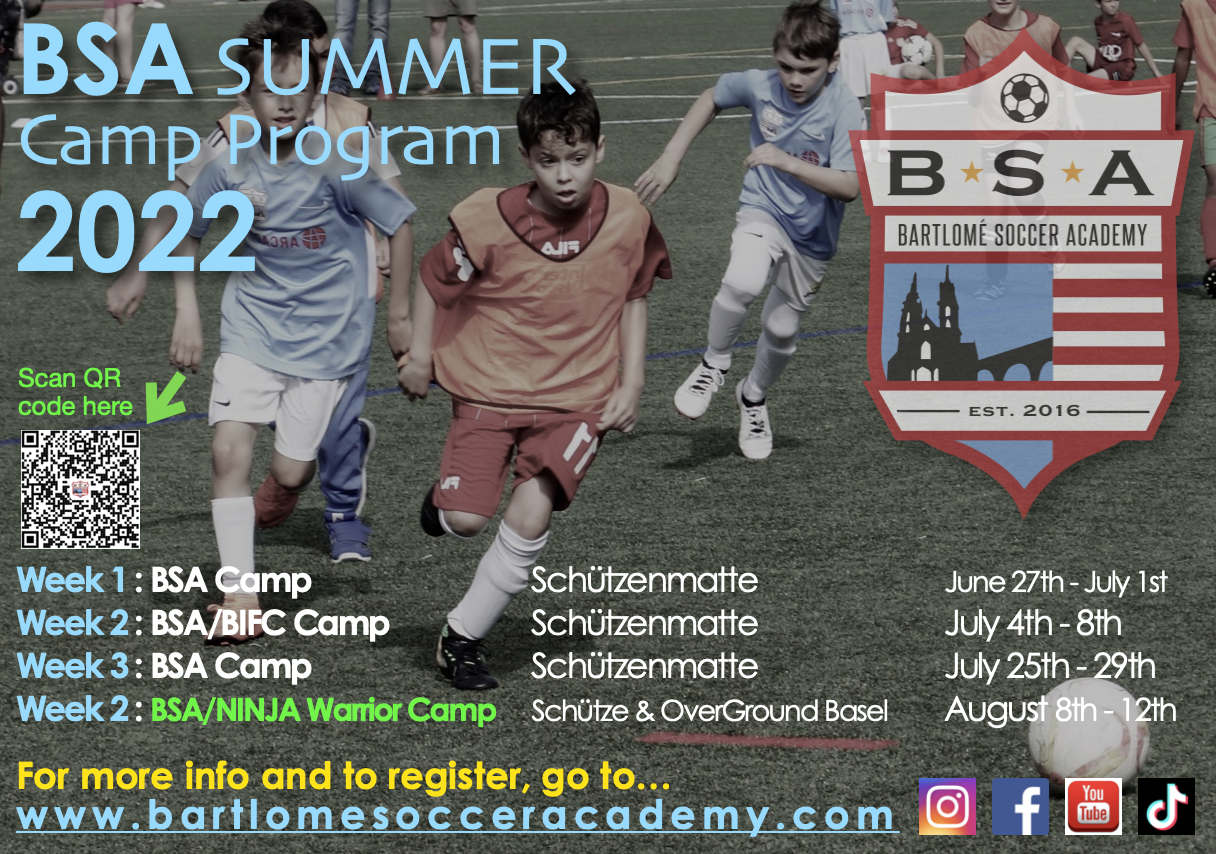 BSA SUMMER
Camp Program
2022
B★S★A
BARTLOMÉ SOCCER ACADEMY
EST. 2016
Scan QR
code here
FILA
11
Week 1 : BSA Camp Schützenmatte June 27th - July 1st
Week 2 : BSA/BIFC Camp Schützenmatte July 4th - 8th
Week 3 : BSA Camp Schützenmatte July 25th - 29th
Week 2 : BSA/NINJA Warrior Camp Schütze & OverGround Basel August 8th - 12th
For more info and to register, go to...
www.bartlomesocceracademy.com
You
Tube